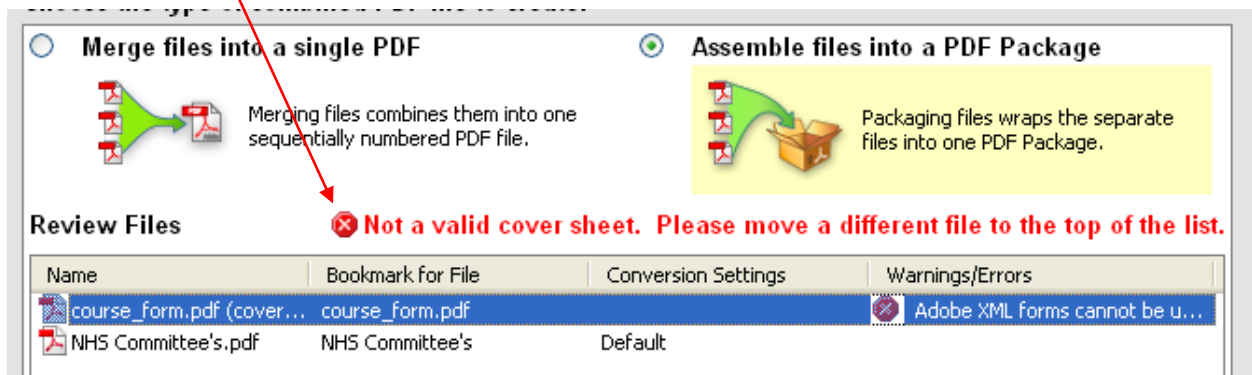 Merge files into a single PDF
Assemble files into a PDF Package
Merging files combines them into one
sequentially numbered PDF file.
Packaging files wraps the separate
files into one PDF Package.
Review Files
Not a valid cover sheet. Please move a different file to the top of the list.
Name Bookmark for File Conversion Settings Warnings/Errors
course_form.pdf (cover... course_form.pdf Adobe XML forms cannot be u...
NHS Committee's.pdf NHS Committee's Default